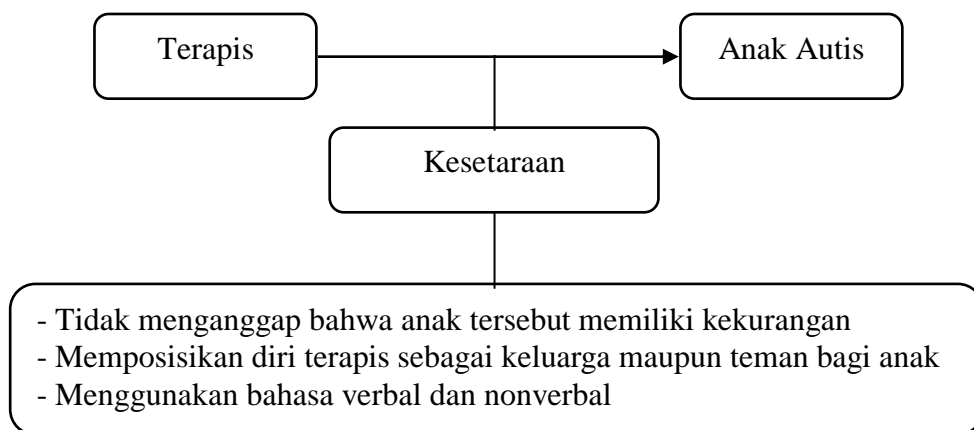 Terapis
Anak Autis
Kesetaraan
- Tidak menganggap bahwa anak tersebut memiliki kekurangan
- Memposisikan diri terapis sebagai keluarga maupun teman bagi anak
- Menggunakan bahasa verbal dan nonverbal